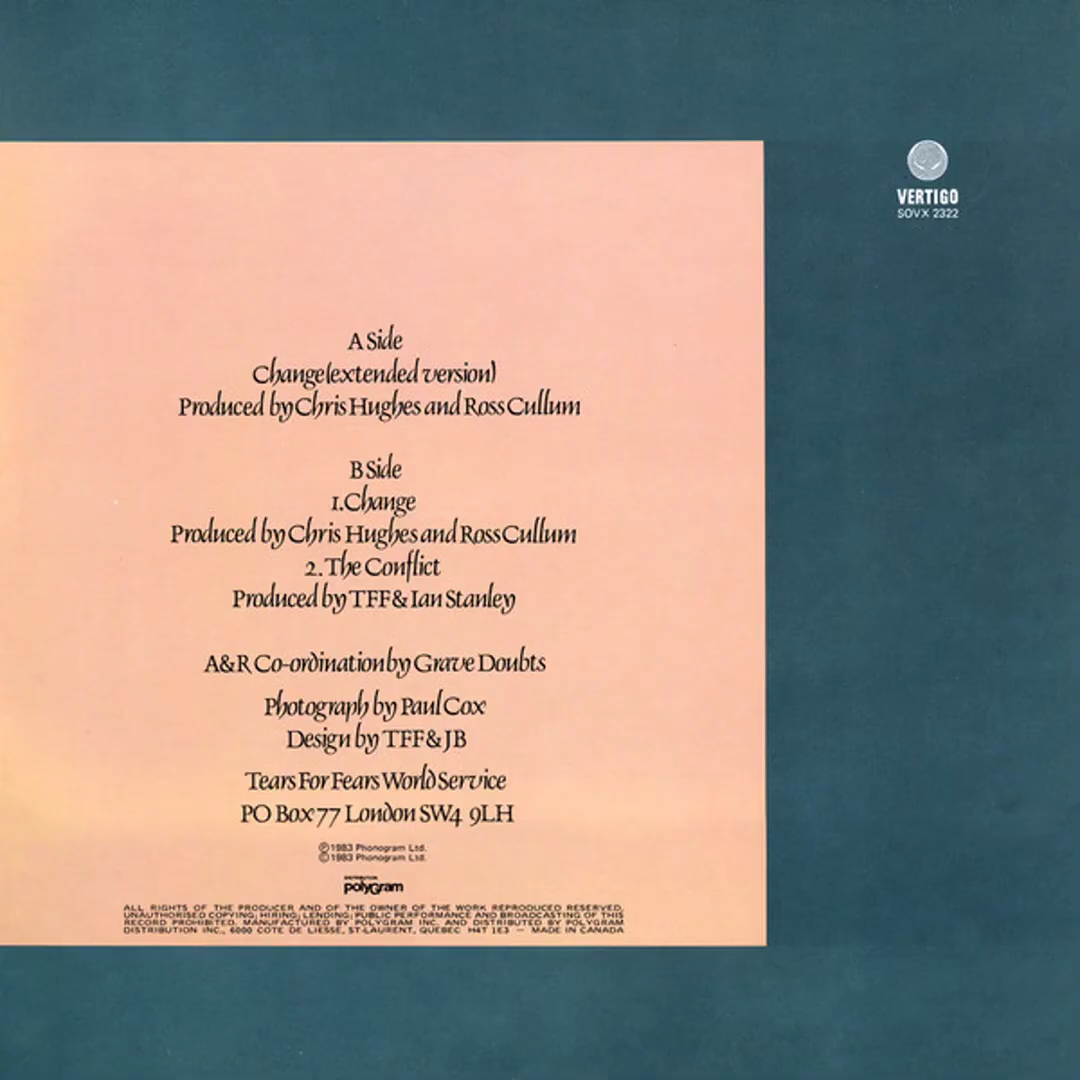 VERTIGO
SOVX 2322
A Side
Change (extended version)
Produced by Chris Hughes and Ross Cullum
B Side
1. Change
Produced by Chris Hughes and Ross Cullum
2. The Conflict
Produced by TFF & Ian Stanley
A&R Co-ordination by Grave Doubts
Photograph by Paul Cox
Design by TFF & JB
Tears For Fears World Service
PO Box 77 London SW4 9LH
℗ 1983 Phonogram Ltd.
© 1983 Phonogram Ltd.
DISTRIBUTION
polyGram
ALL RIGHTS OF THE PRODUCER AND OF THE OWNER OF THE WORK REPRODUCED RESERVED.
UNAUTHORISED COPYING; HIRING; LENDING; PUBLIC PERFORMANCE AND BROADCASTING OF THIS
RECORD PROHIBITED. MANUFACTURED BY POLYGRAM INC. AND DISTRIBUTED BY POLYGRAM
DISTRIBUTION INC., 6000 COTE DE LIESSE, ST-LAURENT, QUEBEC H4T 1E3 — MADE IN CANADA